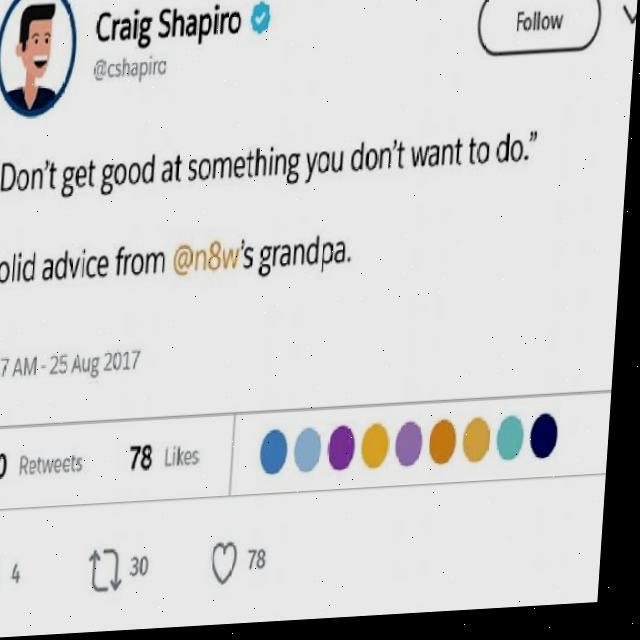 Craig Shapiro
Follow
@cshapiro
Don't get good at something you don't want to do."
olid advice from @n8w's grandpa.
7 AM - 25 Aug 2017
0 Retweets 78 Likes
4 30 78